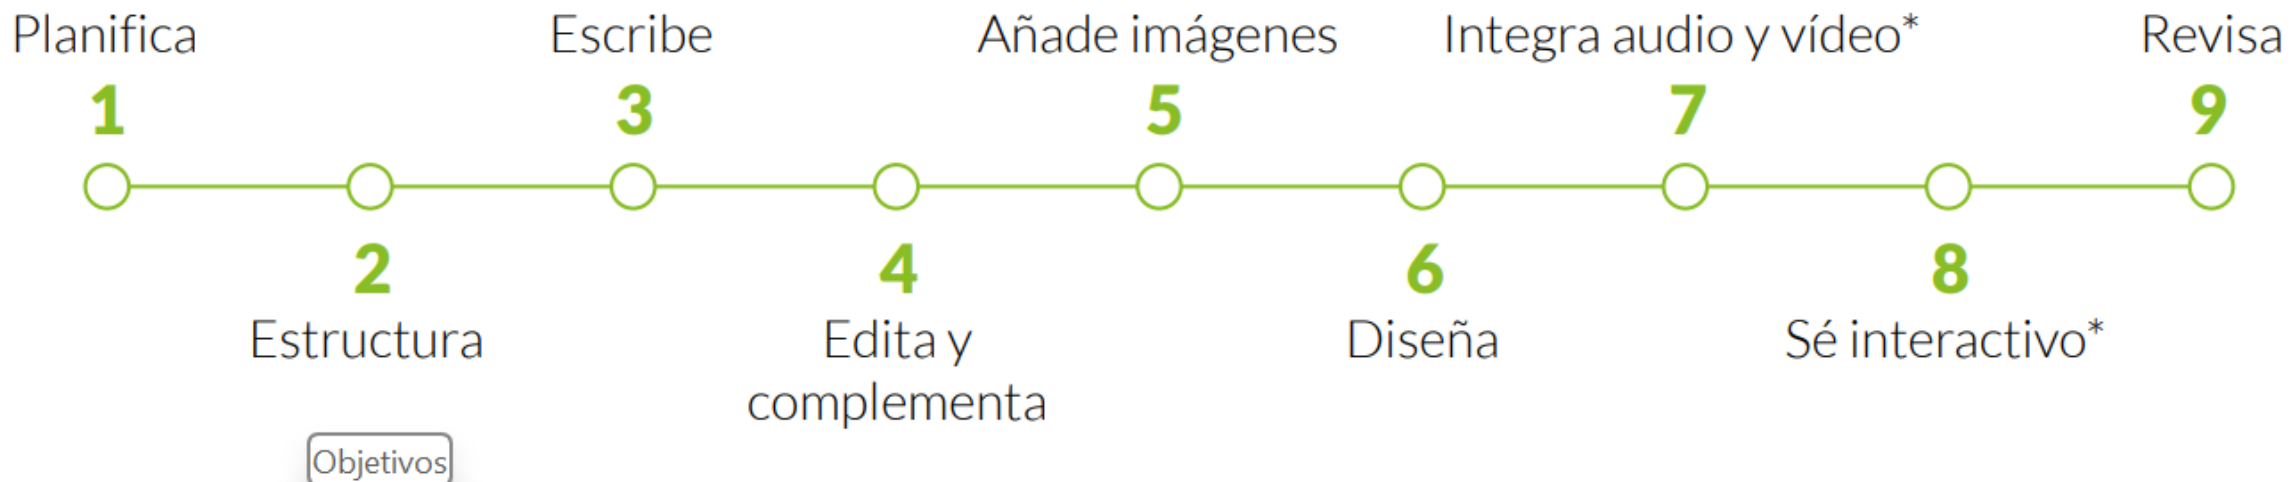 Planifica
Escribe
Añade imágenes
Integra audio y vídeo*
Revisa
1
3
5
7
9
2
4
6
8
Estructura
Edita y
complementa
Diseña
Sé interactivo*
Objetivos